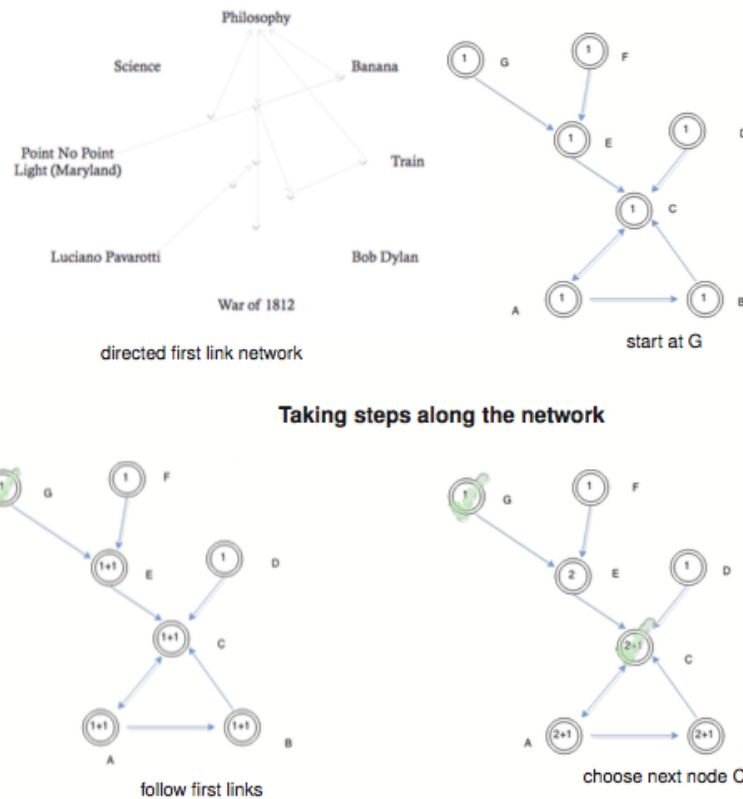 Philosophy
Science
Banana
Point No Point
Light (Maryland)
Train
Luciano Pavarotti
Bob Dylan
War of 1812
directed first link network
1 G
1 F
1 E
1 D
1 C
1 A
1 B
start at G
Taking steps along the network
1 G
1 F
1+1 E
1 D
1+1 C
1+1 A
1+1 B
follow first links
1 G
1 F
2 E
1 D
2+1 C
A 2+1
2+1
choose next node C